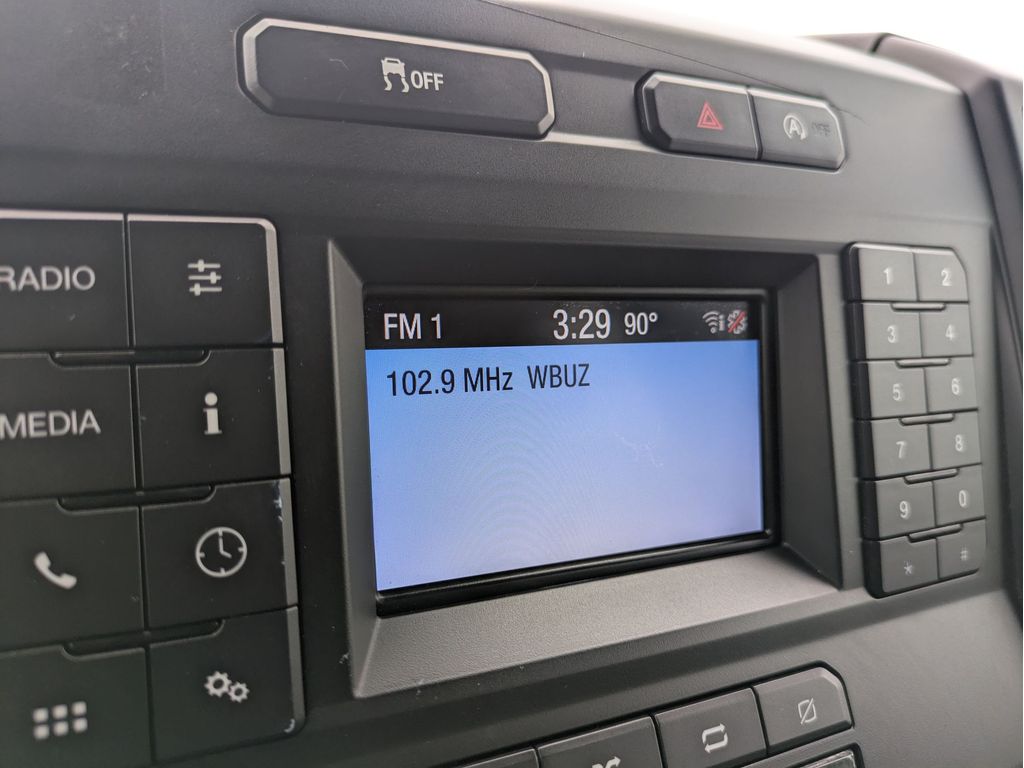 OFF
OFF
RADIO
MEDIA
FM 1 3:29 90°
102.9 MHz WBUZ
1 2
3 4
5 6
7 8
9 0
* #